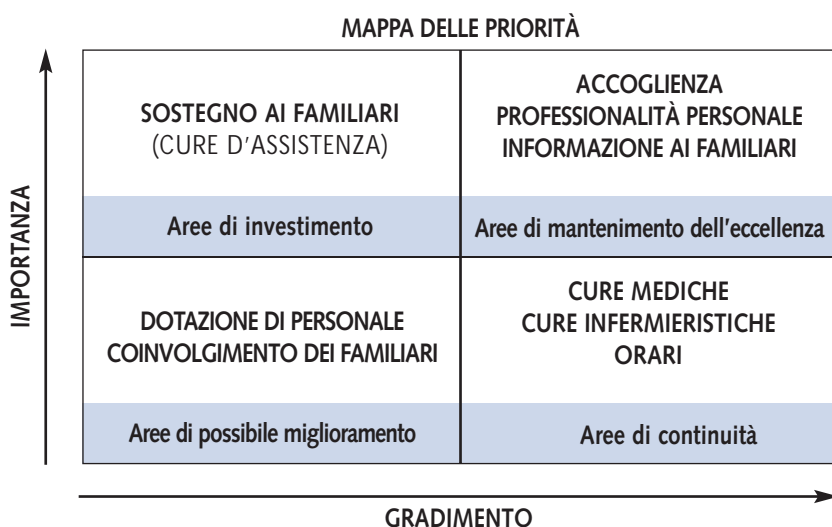 MAPPA DELLE PRIORITÀ
IMPORTANZA
SOSTEGNO AI FAMILIARI
(CURE D'ASSISTENZA)
Aree di investimento
ACCOGLIENZA
PROFESSIONALITÀ PERSONALE
INFORMAZIONE AI FAMILIARI
Aree di mantenimento dell'eccellenza
DOTAZIONE DI PERSONALE
COINVOLGIMENTO DEI FAMILIARI
Aree di possibile miglioramento
CURE MEDICHE
CURE INFERMIERISTICHE
ORARI
Aree di continuità
GRADIMENTO